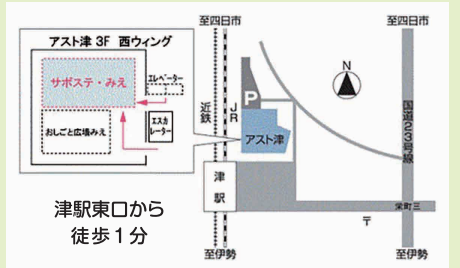 アスト津 3F 西ウィング
サポステ・みえ
エレベーター
おしごと広場みえ
エスカ
レーター
津駅東口から
徒歩1分
至四日市
至四日市
近鉄
JR
P
アスト津
N
国道23号線
津駅
栄町三
〒
至伊勢
至伊勢